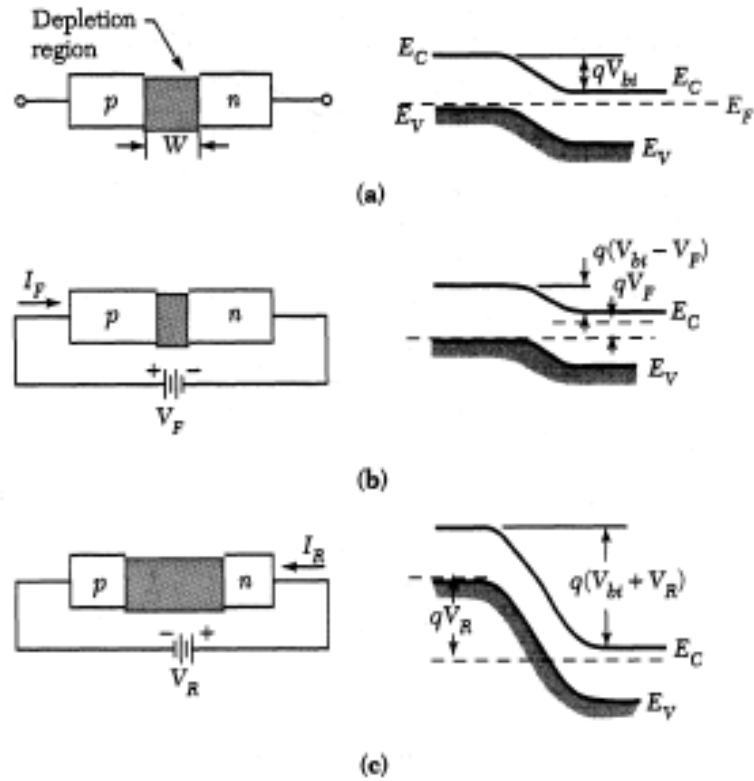 Depletion
region
p
n
W
E_C
qV_bi
E_C
E_F
E_V
E_V
(a)
I_F
p
n
+ −
V_F
q(V_bi − V_F)
qV_F
E_C
E_V
(b)
I_R
p
n
− +
V_R
q(V_bi + V_R)
qV_R
E_C
E_V
(c)